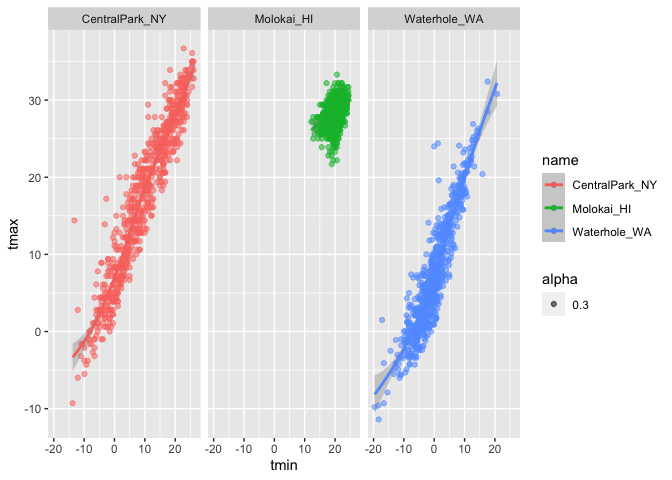 CentralPark_NY Molokai_HI Waterhole_WA
tmax
30
20
10
0
-10
-20 -10 0 10 20 -20 -10 0 10 20 -20 -10 0 10 20
tmin
name
CentralPark_NY
Molokai_HI
Waterhole_WA
alpha
0.3